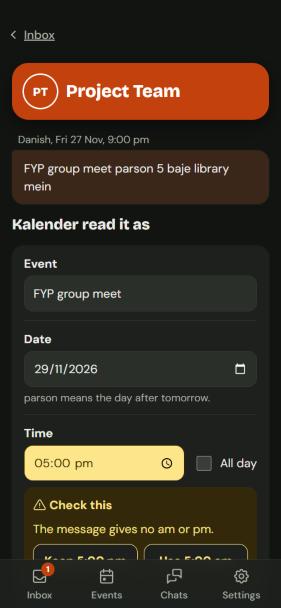 Inbox
PT Project Team
Danish, Fri 27 Nov, 9:00 pm
FYP group meet parson 5 baje library
mein
Kalender read it as
Event
FYP group meet
Date
29/11/2026
parson means the day after tomorrow.
Time
05:00 pm
All day
Check this
The message gives no am or pm.
1
Inbox Events Chats Settings